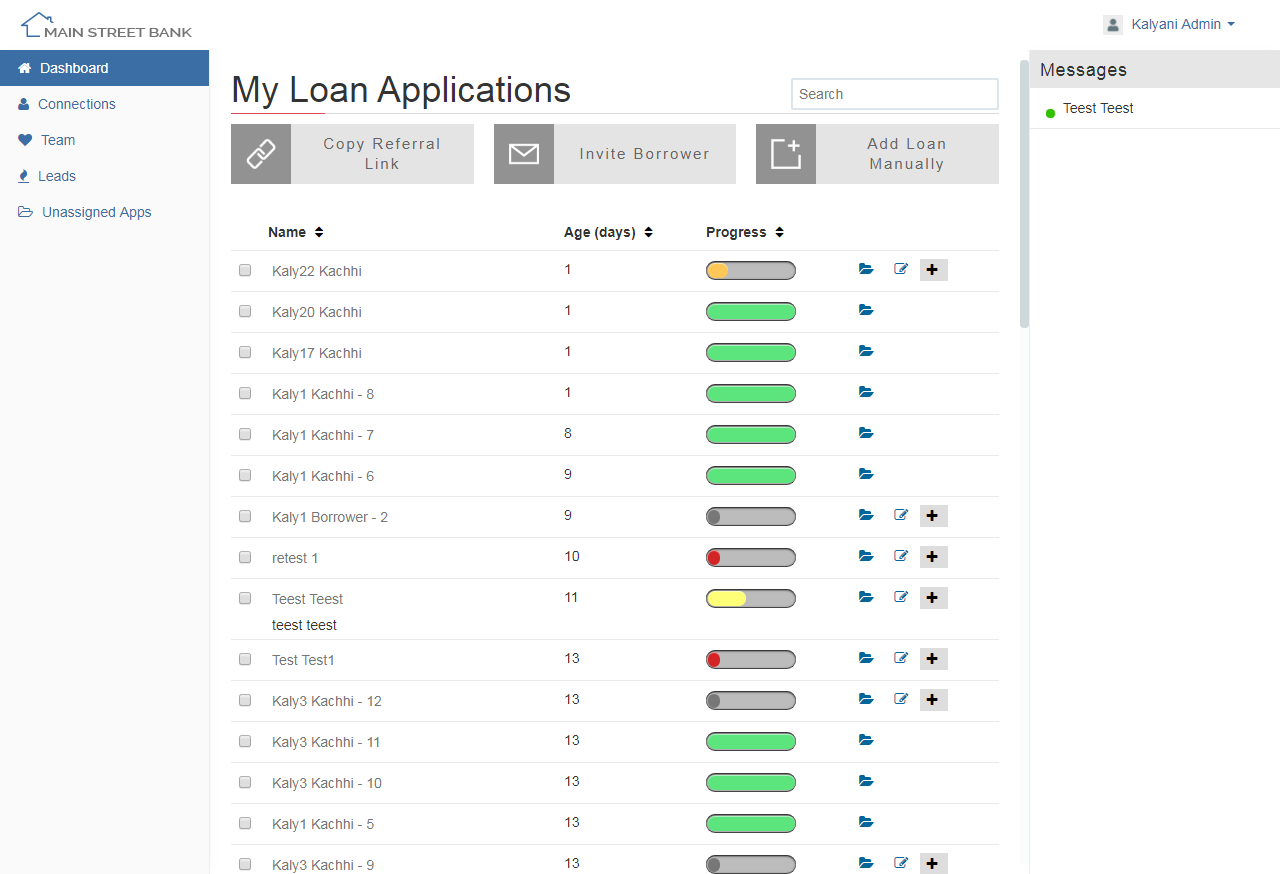 MAIN STREET BANK
Kalyani Admin
Dashboard
Connections
Team
Leads
Unassigned Apps
My Loan Applications
Search
Copy Referral
Link
Invite Borrower
Add Loan
Manually
Name Age (days) Progress
Kaly22 Kachhi 1
Kaly20 Kachhi 1
Kaly17 Kachhi 1
Kaly1 Kachhi - 8 1
Kaly1 Kachhi - 7 8
Kaly1 Kachhi - 6 9
Kaly1 Borrower - 2 9
retest 1 10
Teest Teest 11
teest teest
Test Test1 13
Kaly3 Kachhi - 12 13
Kaly3 Kachhi - 11 13
Kaly3 Kachhi - 10 13
Kaly1 Kachhi - 5 13
Kaly3 Kachhi - 9 13
Messages
Teest Teest